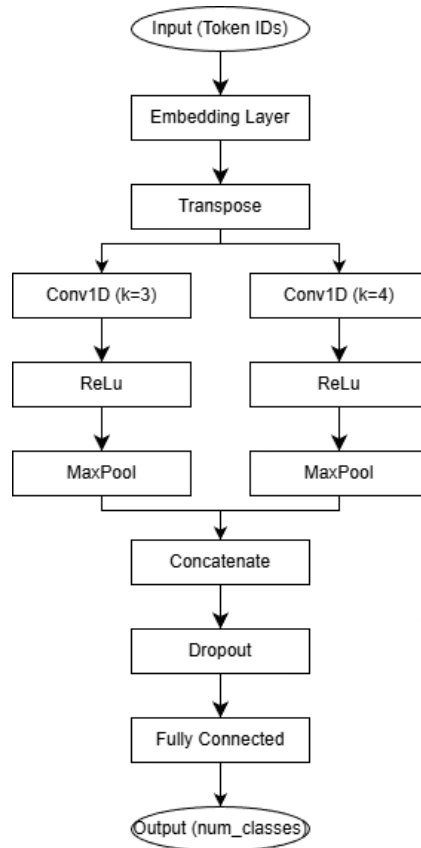 Input (Token IDs)
Embedding Layer
Transpose
Conv1D (k=3)
Conv1D (k=4)
ReLu
ReLu
MaxPool
MaxPool
Concatenate
Dropout
Fully Connected
Output (num_classes)